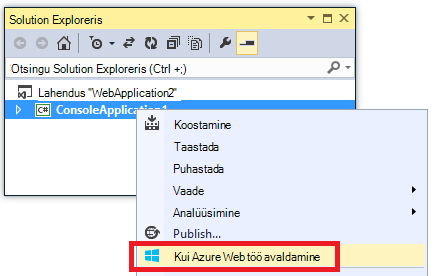 Solution Exploreris
Otsingu Solution Exploreris (Ctrl +;)
Lahendus "WebApplication2"
C# ConsoleApplication1
Koostamine
Taastada
Puhastada
Vaade
Analüüsimine
Publish...
Kui Azure Web töö avaldamine